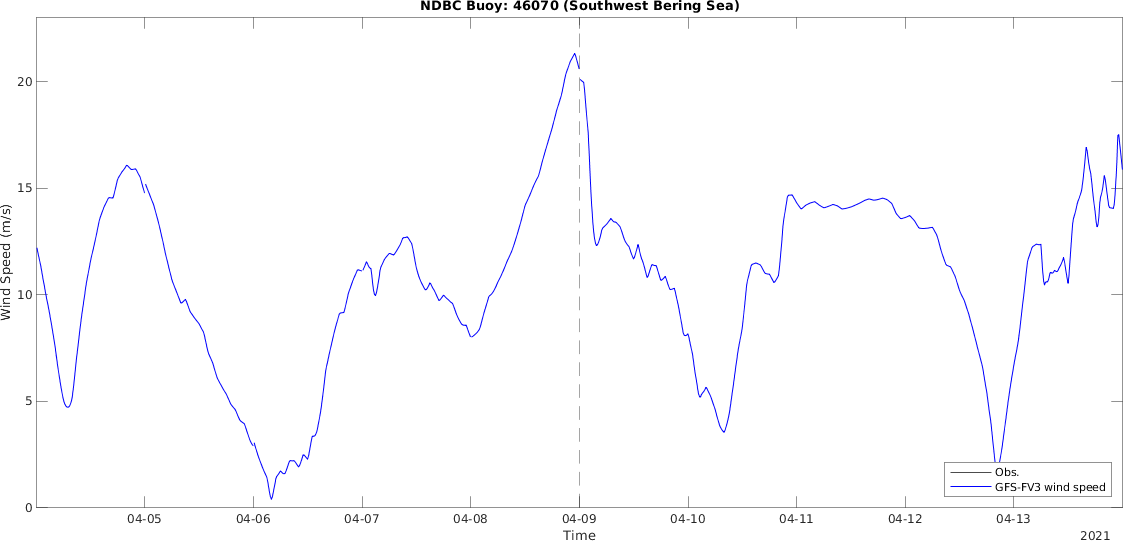 NDBC Buoy: 46070 (Southwest Bering Sea)
Wind Speed (m/s)
20
15
10
5
0
Obs.
GFS-FV3 wind speed
04-05 04-06 04-07 04-08 04-09 04-10 04-11 04-12 04-13
Time
2021